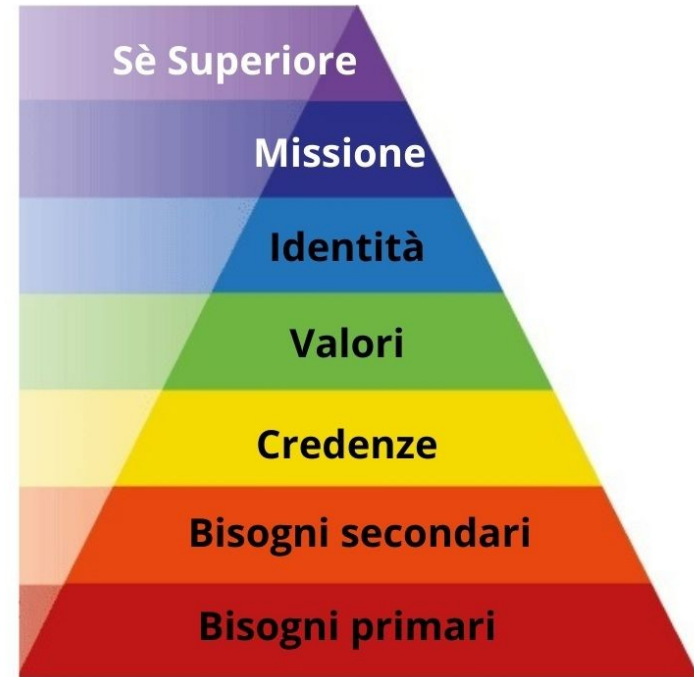 Sè Superiore
Missione
Identità
Valori
Credenze
Bisogni secondari
Bisogni primari